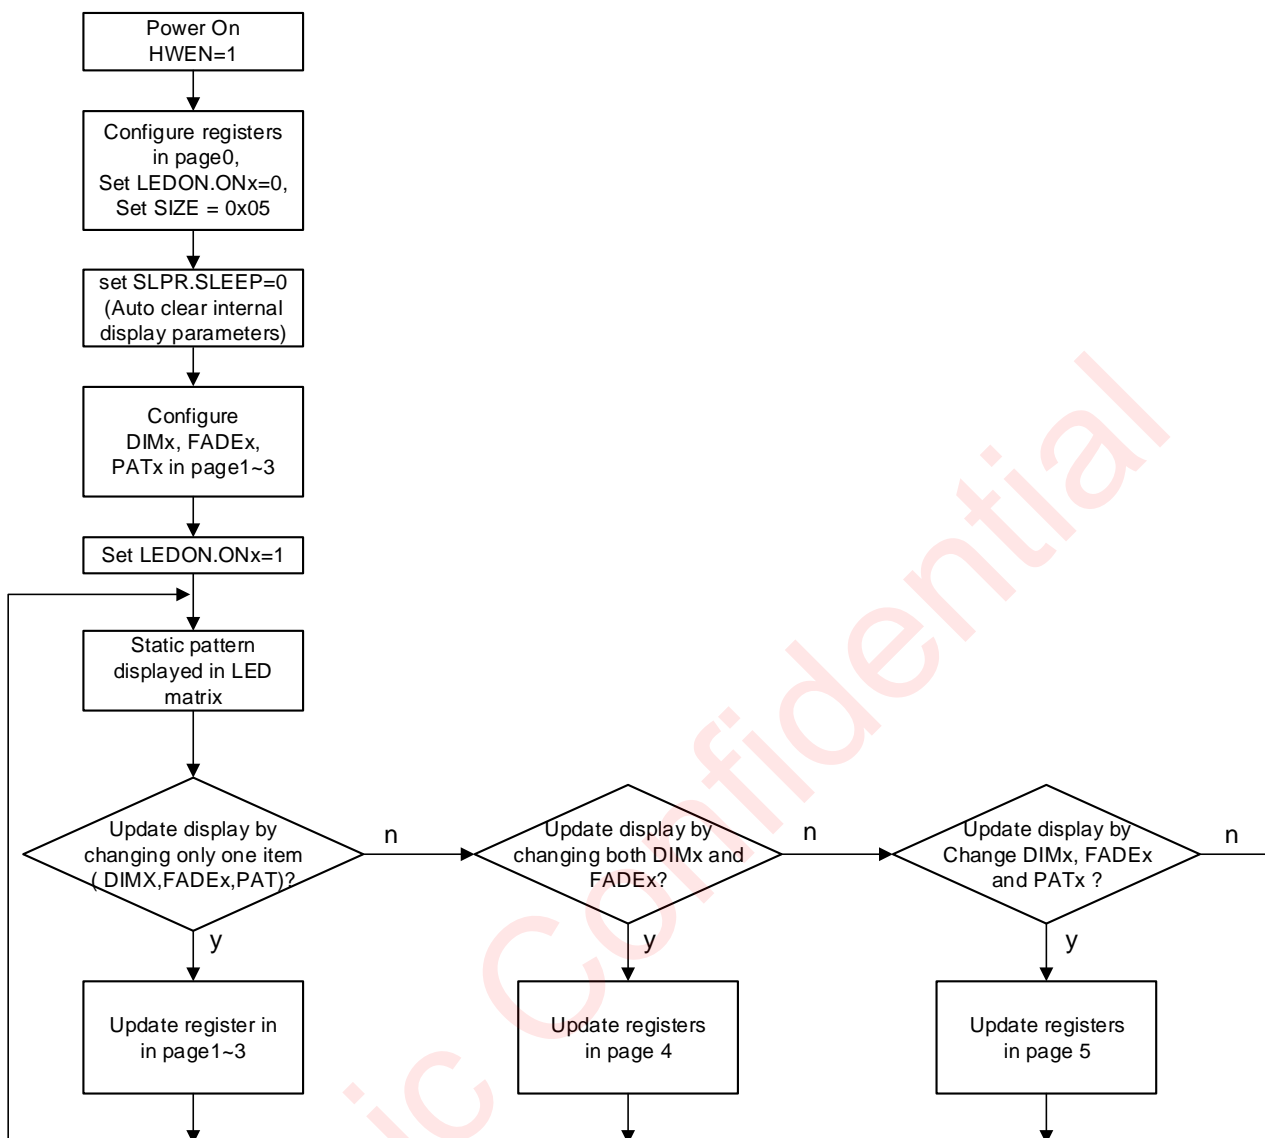 Power On
HWEN=1
Configure registers
in page0,
Set LEDON.ONx=0,
Set SIZE = 0x05
set SLPR.SLEEP=0
(Auto clear internal
display parameters)
Configure
DIMx, FADEx,
PATx in page1~3
Set LEDON.ONx=1
Static pattern
displayed in LED
matrix
Update display by
changing only one item
( DIMX,FADEx,PAT)?
n
y
Update display by
changing both DIMx and
FADEx?
n
y
Update display by
Change DIMx, FADEx
and PATx ?
n
y
Update register in
in page1~3
Update registers
in page 4
Update registers
in page 5
ic Confidential